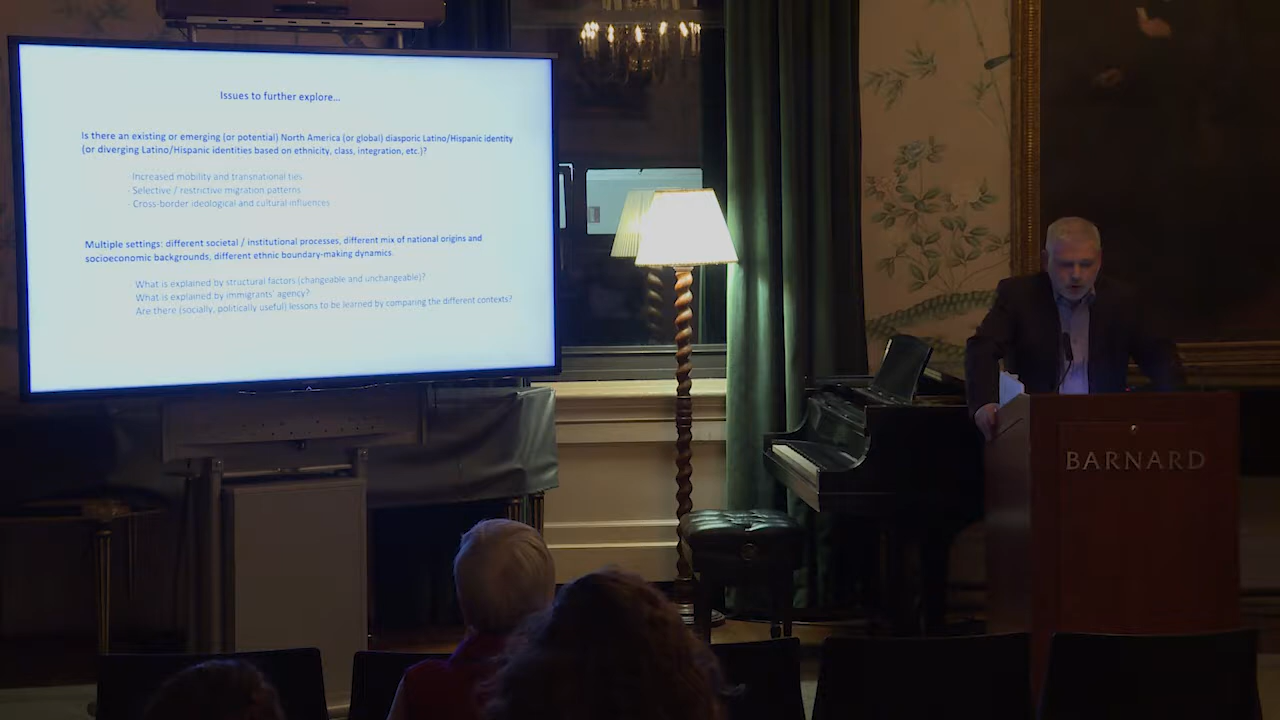 Issues to further explore...
Is there an existing or emerging (or potential) North America (or global) diasporic Latino/Hispanic identity
(or diverging Latino/Hispanic identities based on ethnicity, class, integration, etc.)?
- Increased mobility and transnational ties
- Selective / restrictive migration patterns
- Cross-border ideological and cultural influences
Multiple settings: different societal / institutional processes, different mix of national origins and
socioeconomic backgrounds, different ethnic boundary-making dynamics.
What is explained by structural factors (changeable and unchangeable)?
What is explained by immigrants' agency?
Are there (socially, politically useful) lessons to be learned by comparing the different contexts?
BARNARD